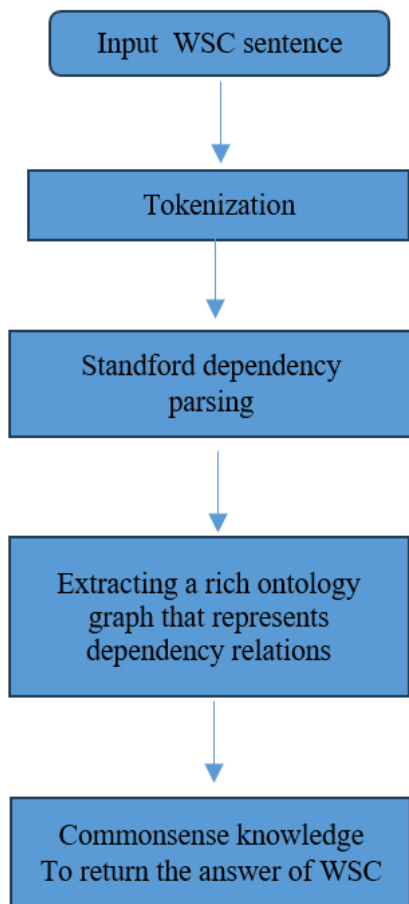 Input WSC sentence
Tokenization
Standford dependency
parsing
Extracting a rich ontology
graph that represents
dependency relations
Commonsense knowledge
To return the answer of WSC